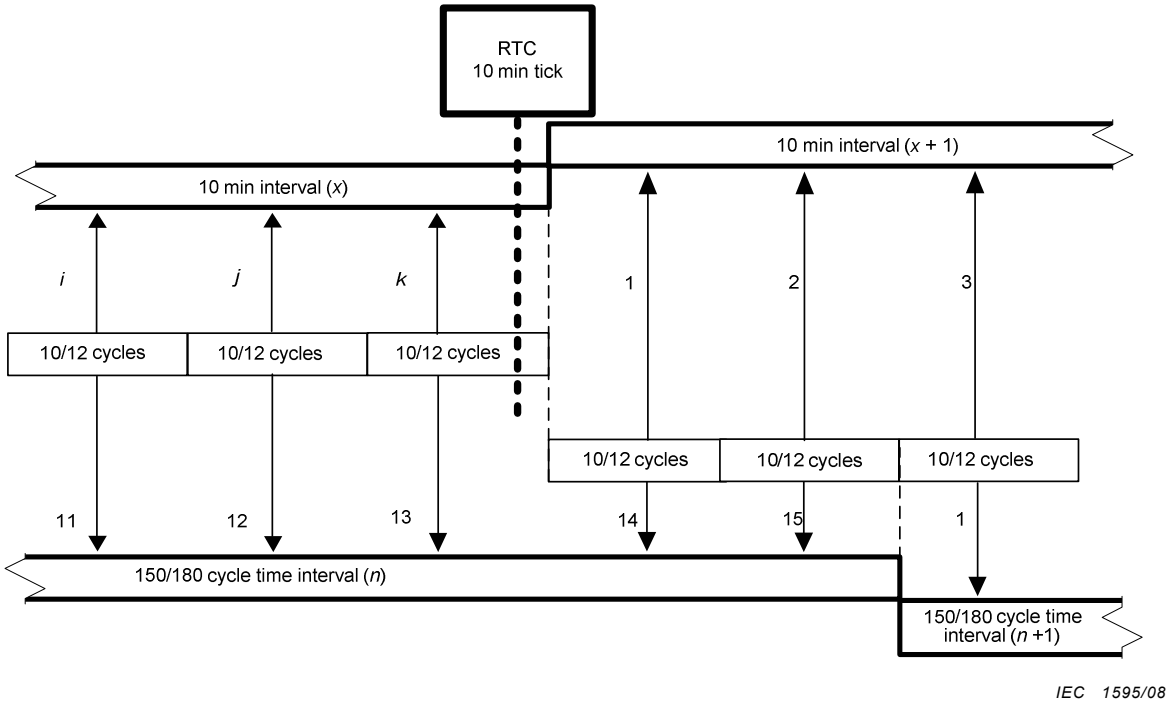 RTC
10 min tick
10 min interval (x + 1)
10 min interval (x)
i
j
k
1
2
3
10/12 cycles
10/12 cycles
10/12 cycles
10/12 cycles
10/12 cycles
10/12 cycles
11
12
13
14
15
1
150/180 cycle time interval (n)
150/180 cycle time
interval (n +1)
IEC 1595/08